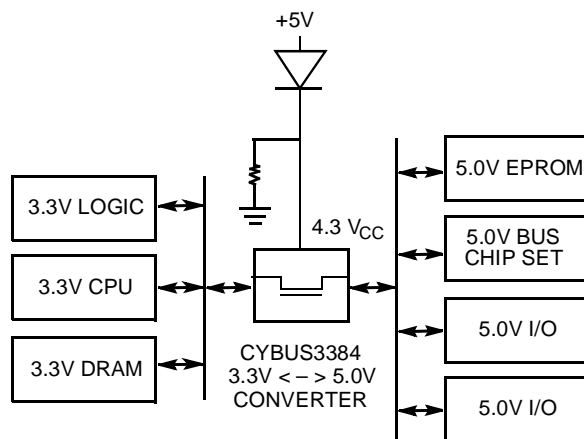 +5V
4.3 VCC
3.3V LOGIC
3.3V CPU
3.3V DRAM
CYBUS3384
3.3V < – > 5.0V
CONVERTER
5.0V EPROM
5.0V BUS
CHIP SET
5.0V I/O
5.0V I/O